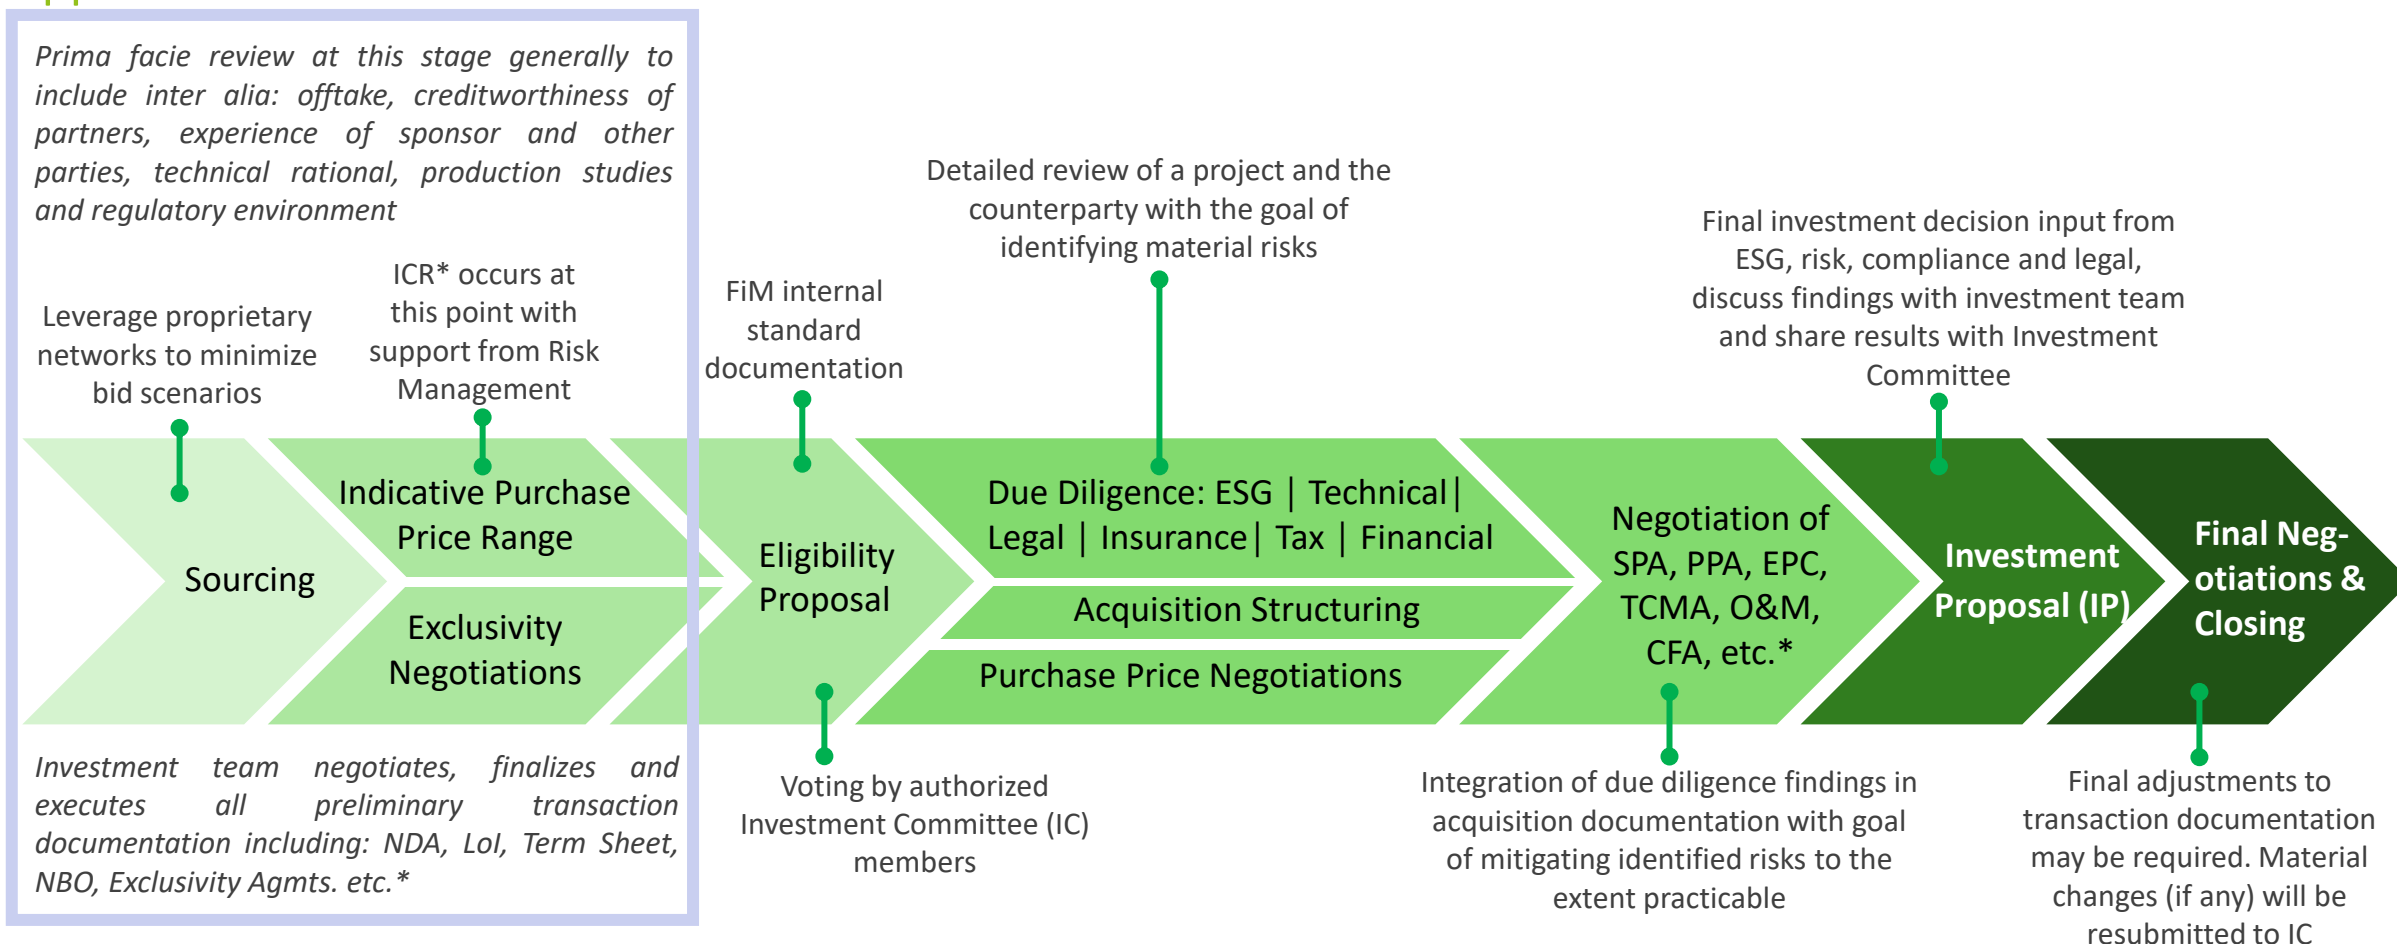 Prima facie review at this stage generally to
include inter alia: offtake, creditworthiness of
partners, experience of sponsor and other
parties, technical rational, production studies
and regulatory environment
Leverage proprietary
networks to minimize
bid scenarios
ICR* occurs at
this point with
support from Risk
Management
FiM internal
standard
documentation
Detailed review of a project and the
counterparty with the goal of
identifying material risks
Final investment decision input from
ESG, risk, compliance and legal,
discuss findings with investment team
and share results with Investment
Committee
Sourcing
Indicative Purchase
Price Range
Exclusivity
Negotiations
Eligibility
Proposal
Due Diligence: ESG | Technical|
Legal | Insurance| Tax | Financial
Acquisition Structuring
Purchase Price Negotiations
Negotiation of
SPA, PPA, EPC,
TCMA, O&M,
CFA, etc.*
Investment
Proposal (IP)
Final Neg-
otiations &
Closing
Investment team negotiates, finalizes and
executes all preliminary transaction
documentation including: NDA, LoI, Term Sheet,
NBO, Exclusivity Agmts. etc.*
Voting by authorized
Investment Committee (IC)
members
Integration of due diligence findings in
acquisition documentation with goal
of mitigating identified risks to the
extent practicable
Final adjustments to
transaction documentation
may be required. Material
changes (if any) will be
resubmitted to IC